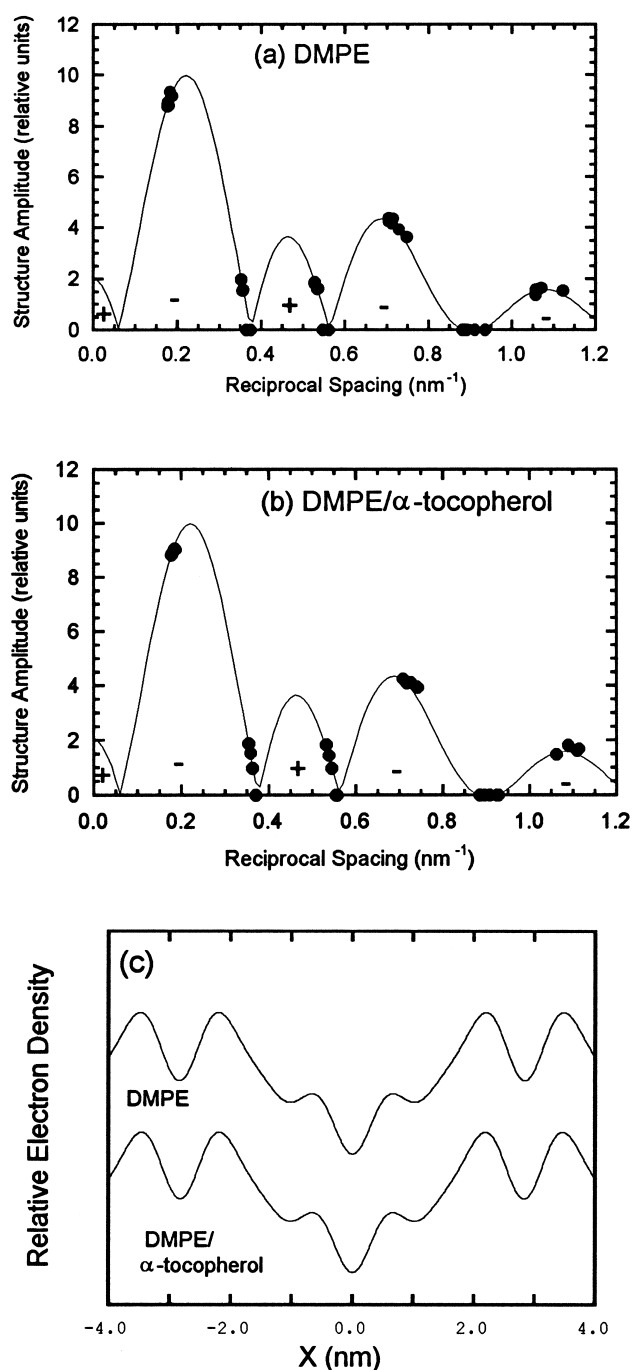 (a) DMPE
Structure Amplitude (relative units)
12
10
8
6
4
2
0
+
-
+
-
-
0.0 0.2 0.4 0.6 0.8 1.0 1.2
Reciprocal Spacing (nm⁻¹)
(b) DMPE/α-tocopherol
Structure Amplitude (relative units)
12
10
8
6
4
2
0
+
-
+
-
-
0.0 0.2 0.4 0.6 0.8 1.0 1.2
Reciprocal Spacing (nm⁻¹)
(c)
Relative Electron Density
DMPE
DMPE/
α-tocopherol
-4.0 -2.0 0.0 2.0 4.0
X (nm)